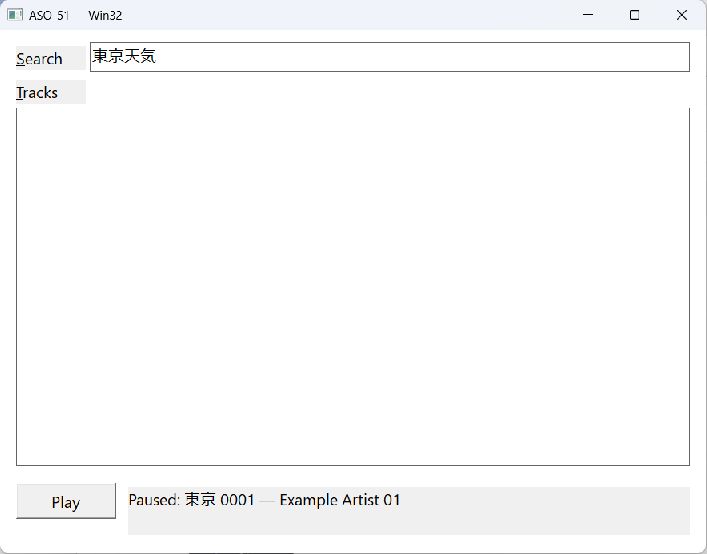 ASO 51 Win32
Search 東京天気
Tracks
Play
Paused: 東京 0001 — Example Artist 01